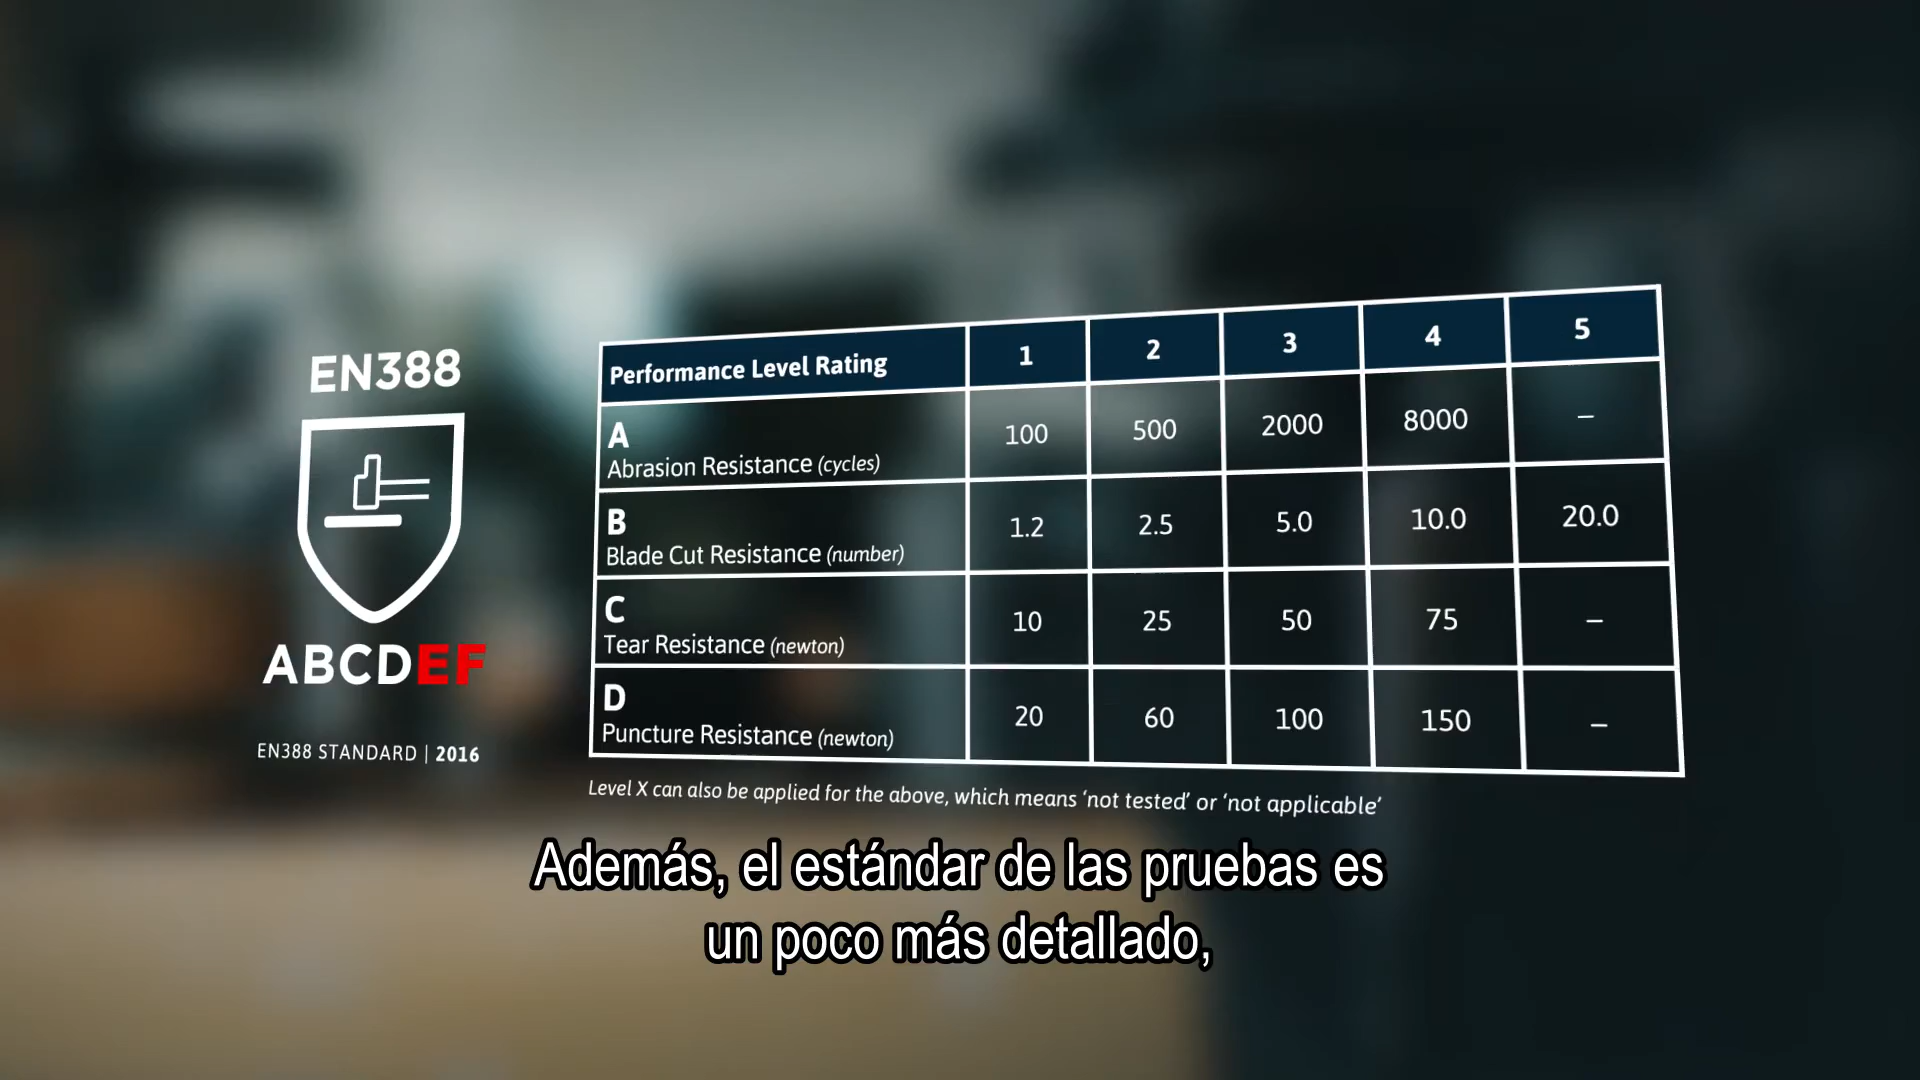 EN388
ABCDEF
EN388 STANDARD | 2016
Performance Level Rating 1 2 3 4 5
A
Abrasion Resistance (cycles) 100 500 2000 8000 –
B
Blade Cut Resistance (number) 1.2 2.5 5.0 10.0 20.0
C
Tear Resistance (newton) 10 25 50 75 –
D
Puncture Resistance (newton) 20 60 100 150 –
Level X can also be applied for the above, which means ‘not tested’ or ‘not applicable’
Además, el estándar de las pruebas es
un poco más detallado,